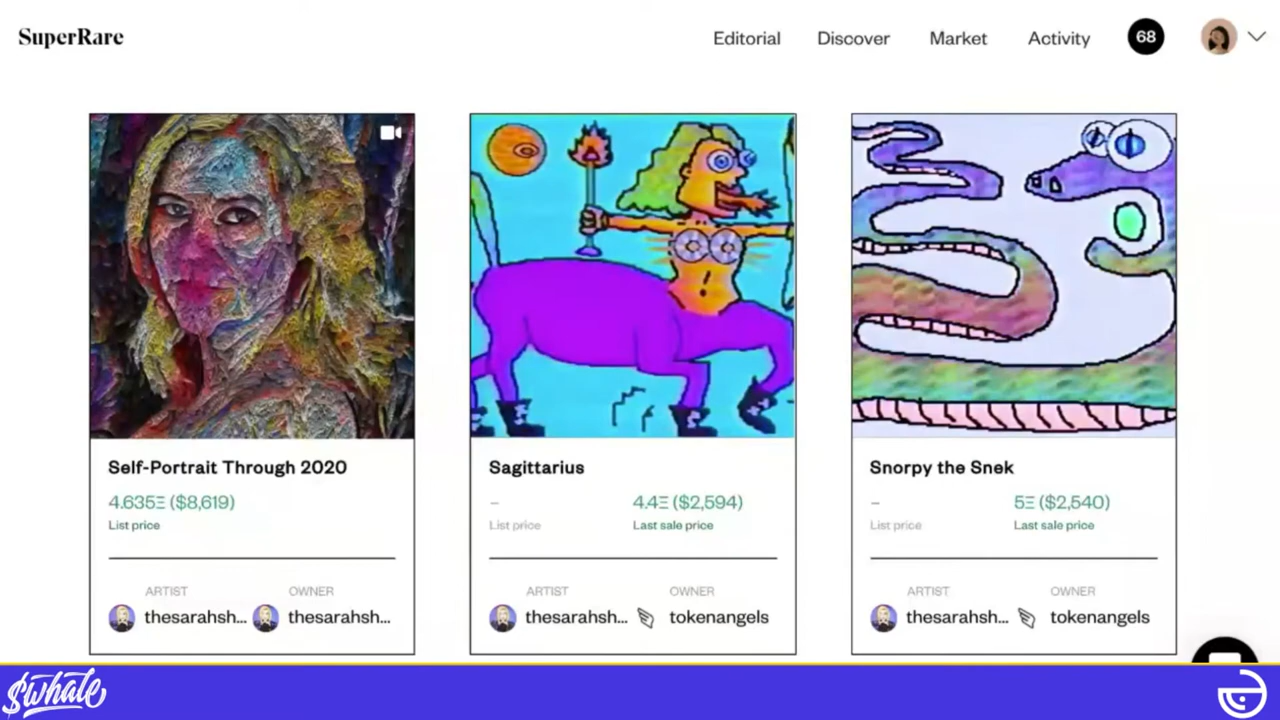 SuperRare
Editorial Discover Market Activity 68
Self-Portrait Through 2020
4.635Ξ ($8,619)
List price
ARTIST OWNER
thesarahsh... thesarahsh...
Sagittarius
– 4.4Ξ ($2,594)
List price Last sale price
ARTIST OWNER
thesarahsh... tokenangels
Snorpy the Snek
– 5Ξ ($2,540)
List price Last sale price
ARTIST OWNER
thesarahsh... tokenangels
$whale